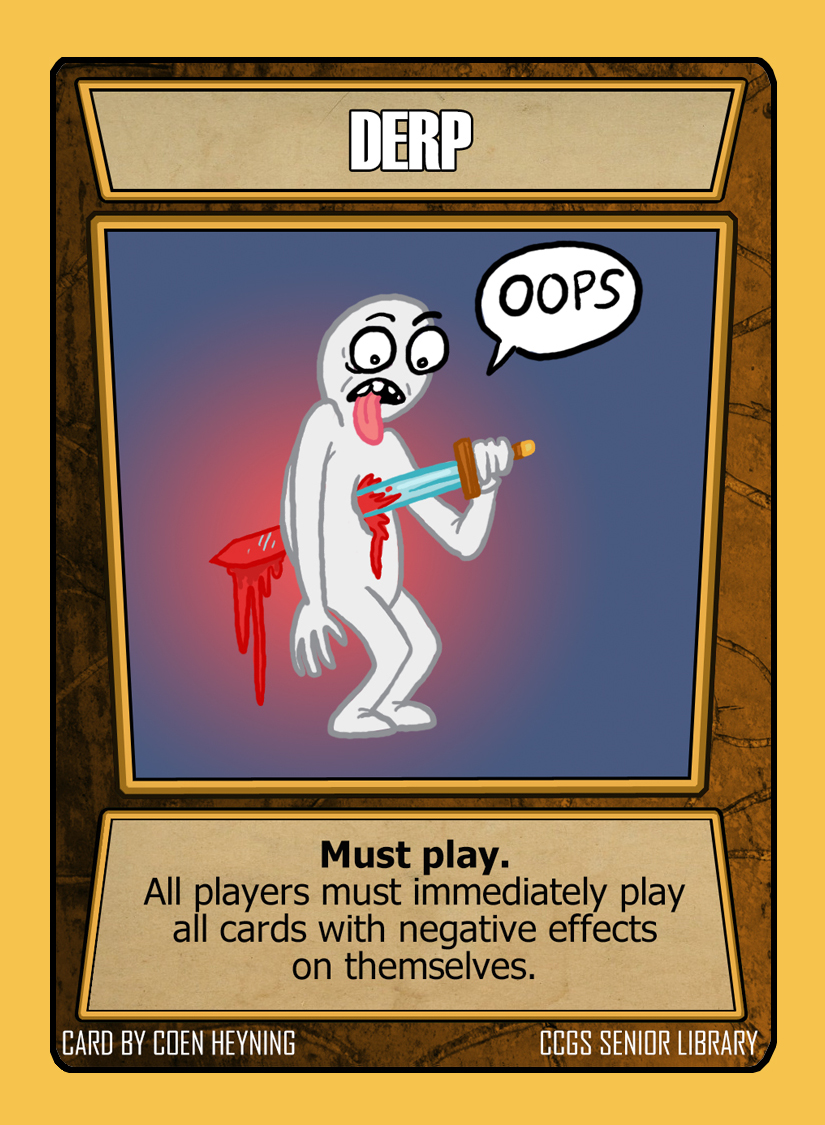 DERP
OOPS
Must play.
All players must immediately play
all cards with negative effects
on themselves.
CARD BY COEN HEYNING
CCGS SENIOR LIBRARY